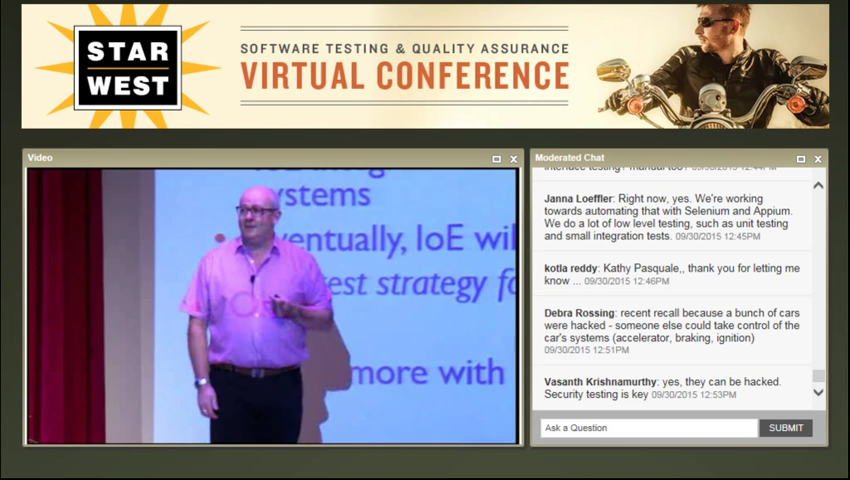 STAR
WEST
SOFTWARE TESTING & QUALITY ASSURANCE
VIRTUAL CONFERENCE
Video
systems
eventually, IoE wil
est strategy fo
more with
Moderated Chat
Janna Loeffler: Right now, yes. We're working
towards automating that with Selenium and Appium.
We do a lot of low level testing, such as unit testing
and small integration tests. 09/30/2015 12:45PM
kotla reddy: Kathy Pasquale,, thank you for letting me
know ... 09/30/2015 12:46PM
Debra Rossing: recent recall because a bunch of cars
were hacked - someone else could take control of the
car's systems (accelerator, braking, ignition)
09/30/2015 12:51PM
Vasanth Krishnamurthy: yes, they can be hacked.
Security testing is key 09/30/2015 12:53PM
Ask a Question
SUBMIT